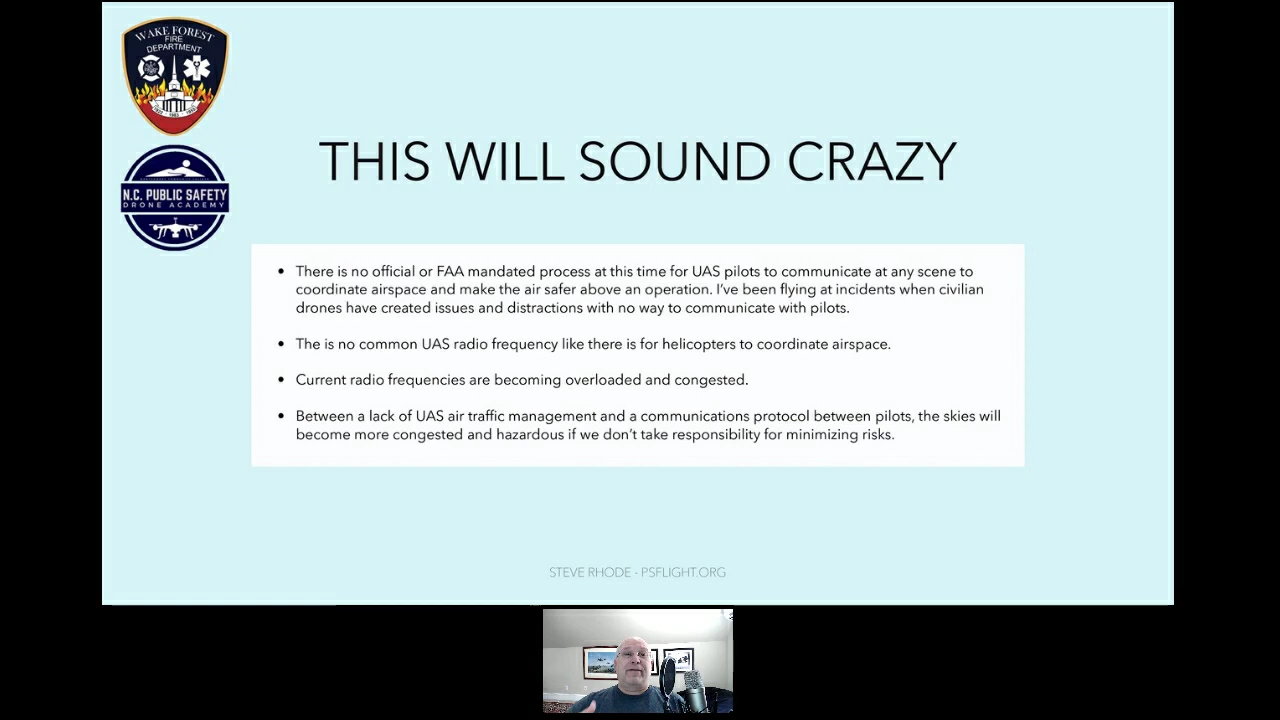 WAKE FOREST
FIRE
DEPARTMENT
N.C. PUBLIC SAFETY
DRONE ACADEMY
THIS WILL SOUND CRAZY
• There is no official or FAA mandated process at this time for UAS pilots to communicate at any scene to
coordinate airspace and make the air safer above an operation. I've been flying at incidents when civilian
drones have created issues and distractions with no way to communicate with pilots.
• The is no common UAS radio frequency like there is for helicopters to coordinate airspace.
• Current radio frequencies are becoming overloaded and congested.
• Between a lack of UAS air traffic management and a communications protocol between pilots, the skies will
become more congested and hazardous if we don't take responsibility for minimizing risks.
STEVE RHODE - PSFLIGHT.ORG